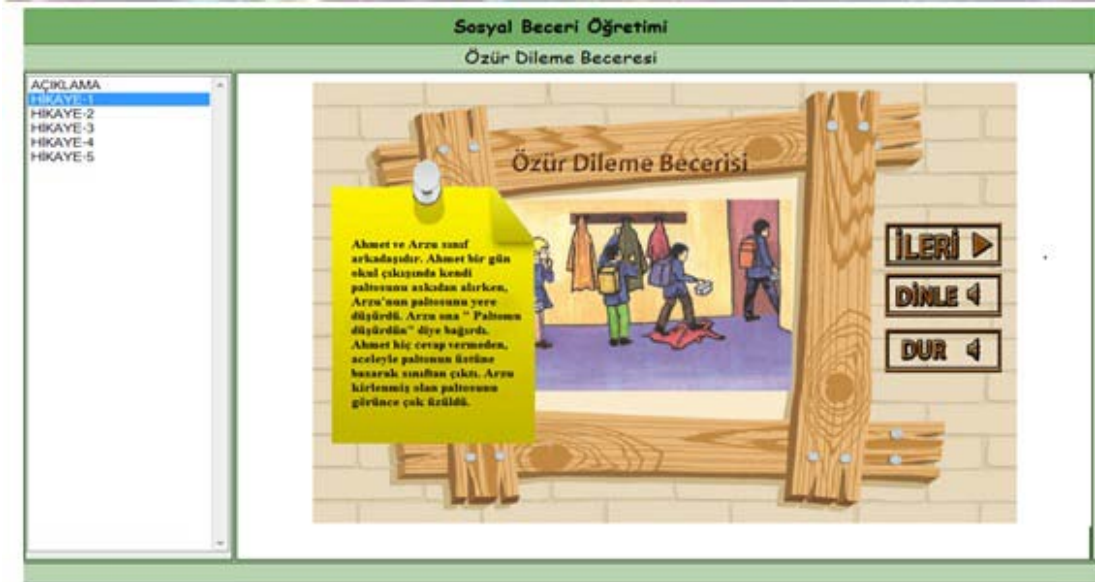 Sosyal Beceri Öğretimi
Özür Dileme Beceresi
AÇIKLAMA
HİKAYE-1
HİKAYE-2
HİKAYE-3
HİKAYE-4
HİKAYE-5
Özür Dileme Becerisi
Ahmet ve Arzu sınıf
arkadaşıdır. Ahmet bir gün
okul çıkışında kendi
paltosunu askıdan alırken,
Arzu'nun paltosunu yere
düşürdü. Arzu ona " Paltomu
düşürdün" diye bağırdı.
Ahmet hiç cevap vermeden,
aceleyle paltonun üstüne
basarak sınıftan çıktı. Arzu
kirlenmiş olan paltosunu
görünce çok üzüldü.
İLERİ
DİNLE
DUR